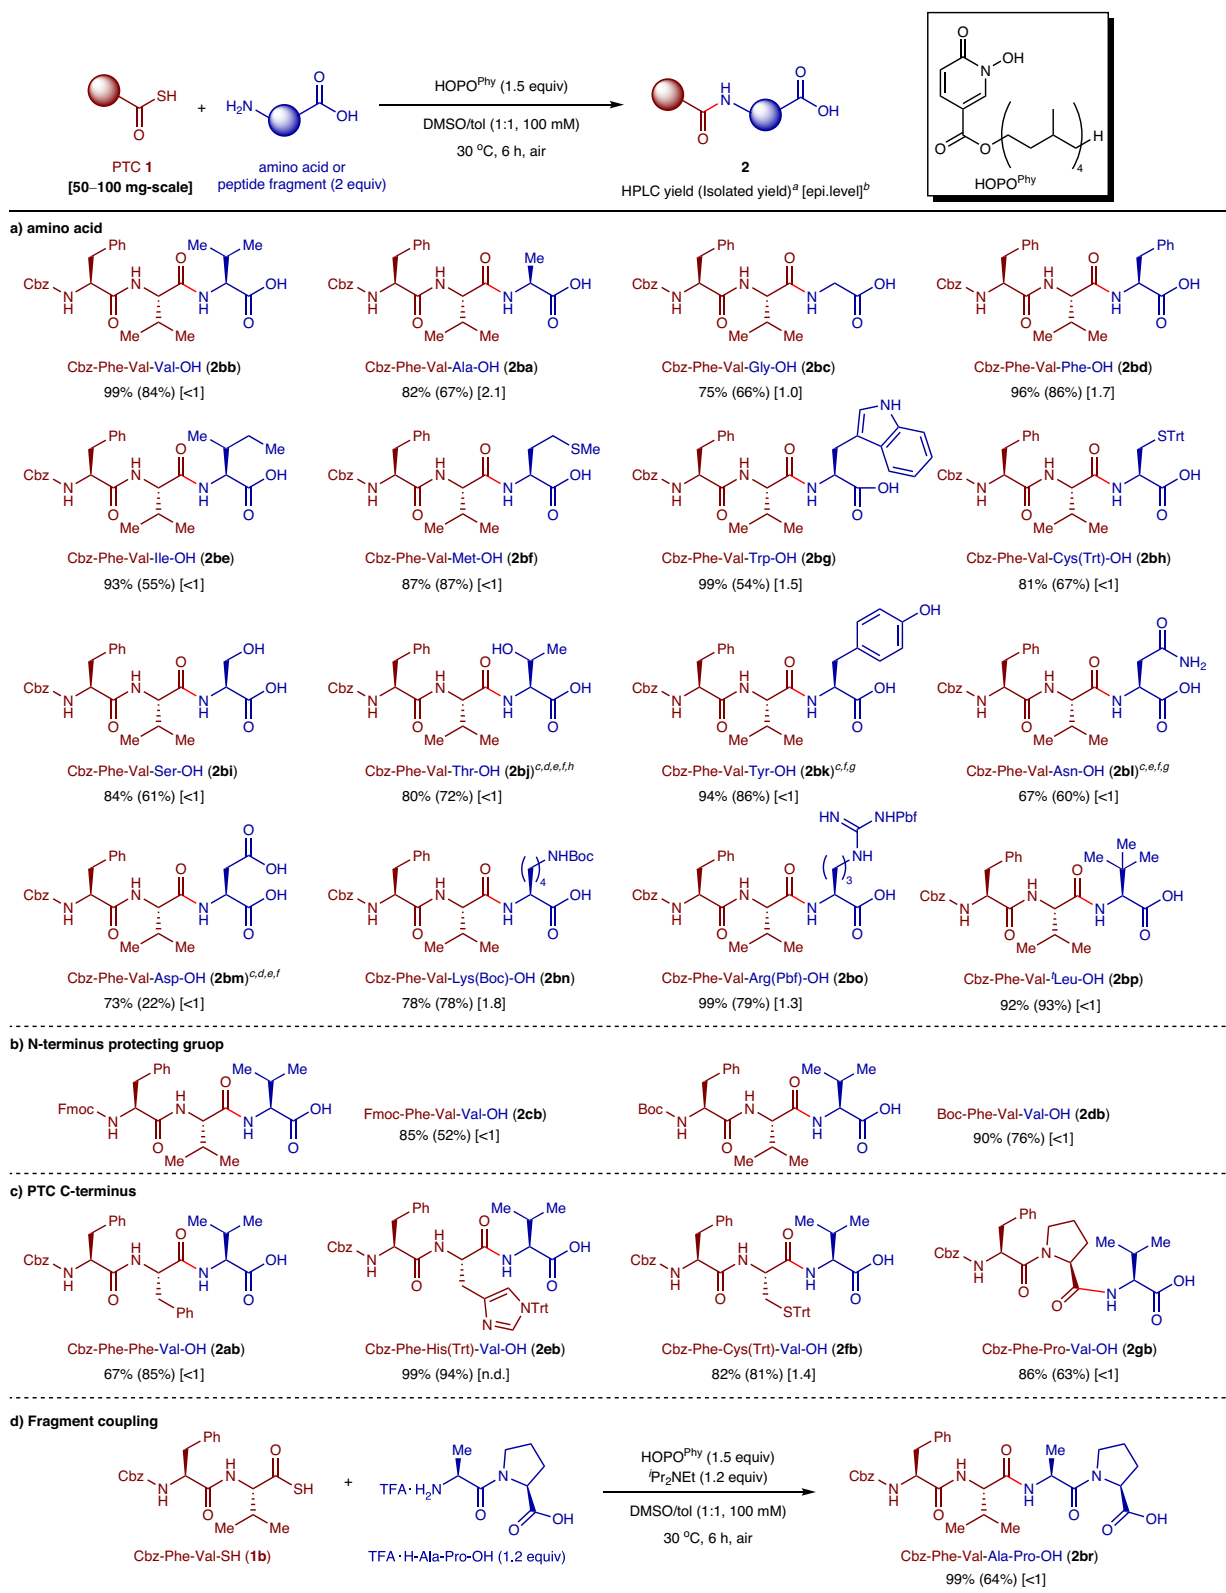 SH
O
PTC 1
[50–100 mg-scale]
+
H₂N
O
OH
amino acid or
peptide fragment (2 equiv)
HOPOᴾʰʸ (1.5 equiv)
DMSO/tol (1:1, 100 mM)
30 °C, 6 h, air
H
N
O
O
OH
2
HPLC yield (Isolated yield)ᵃ [epi.level]ᵇ
O
N
OH
O
O
H
4
HOPOᴾʰʸ
a) amino acid
Cbz-Phe-Val-Val-OH (2bb)
99% (84%) [<1]
Cbz-Phe-Val-Ala-OH (2ba)
82% (67%) [2.1]
Cbz-Phe-Val-Gly-OH (2bc)
75% (66%) [1.0]
Cbz-Phe-Val-Phe-OH (2bd)
96% (86%) [1.7]
Cbz-Phe-Val-Ile-OH (2be)
93% (55%) [<1]
Cbz-Phe-Val-Met-OH (2bf)
87% (87%) [<1]
Cbz-Phe-Val-Trp-OH (2bg)
99% (54%) [1.5]
Cbz-Phe-Val-Cys(Trt)-OH (2bh)
81% (67%) [<1]
Cbz-Phe-Val-Ser-OH (2bi)
84% (61%) [<1]
Cbz-Phe-Val-Thr-OH (2bj)c,d,e,f,h
80% (72%) [<1]
Cbz-Phe-Val-Tyr-OH (2bk)c,f,g
94% (86%) [<1]
Cbz-Phe-Val-Asn-OH (2bl)c,e,f,g
67% (60%) [<1]
Cbz-Phe-Val-Asp-OH (2bm)c,d,e,f
73% (22%) [<1]
Cbz-Phe-Val-Lys(Boc)-OH (2bn)
78% (78%) [1.8]
Cbz-Phe-Val-Arg(Pbf)-OH (2bo)
99% (79%) [1.3]
Cbz-Phe-Val-ᵗLeu-OH (2bp)
92% (93%) [<1]
b) N-terminus protecting gruop
Fmoc-Phe-Val-Val-OH (2cb)
85% (52%) [<1]
Boc-Phe-Val-Val-OH (2db)
90% (76%) [<1]
c) PTC C-terminus
Cbz-Phe-Phe-Val-OH (2ab)
67% (85%) [<1]
Cbz-Phe-His(Trt)-Val-OH (2eb)
99% (94%) [n.d.]
Cbz-Phe-Cys(Trt)-Val-OH (2fb)
82% (81%) [1.4]
Cbz-Phe-Pro-Val-OH (2gb)
86% (63%) [<1]
d) Fragment coupling
Cbz-Phe-Val-SH (1b)
+
TFA·H-Ala-Pro-OH (1.2 equiv)
HOPOᴾʰʸ (1.5 equiv)
ⁱPr₂NEt (1.2 equiv)
DMSO/tol (1:1, 100 mM)
30 °C, 6 h, air
Cbz-Phe-Val-Ala-Pro-OH (2br)
99% (64%) [<1]